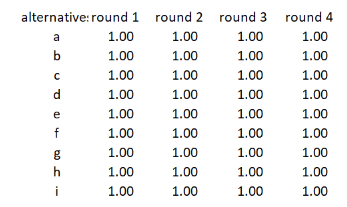 alternative: round 1 round 2 round 3 round 4
a 1.00 1.00 1.00 1.00
b 1.00 1.00 1.00 1.00
c 1.00 1.00 1.00 1.00
d 1.00 1.00 1.00 1.00
e 1.00 1.00 1.00 1.00
f 1.00 1.00 1.00 1.00
g 1.00 1.00 1.00 1.00
h 1.00 1.00 1.00 1.00
i 1.00 1.00 1.00 1.00